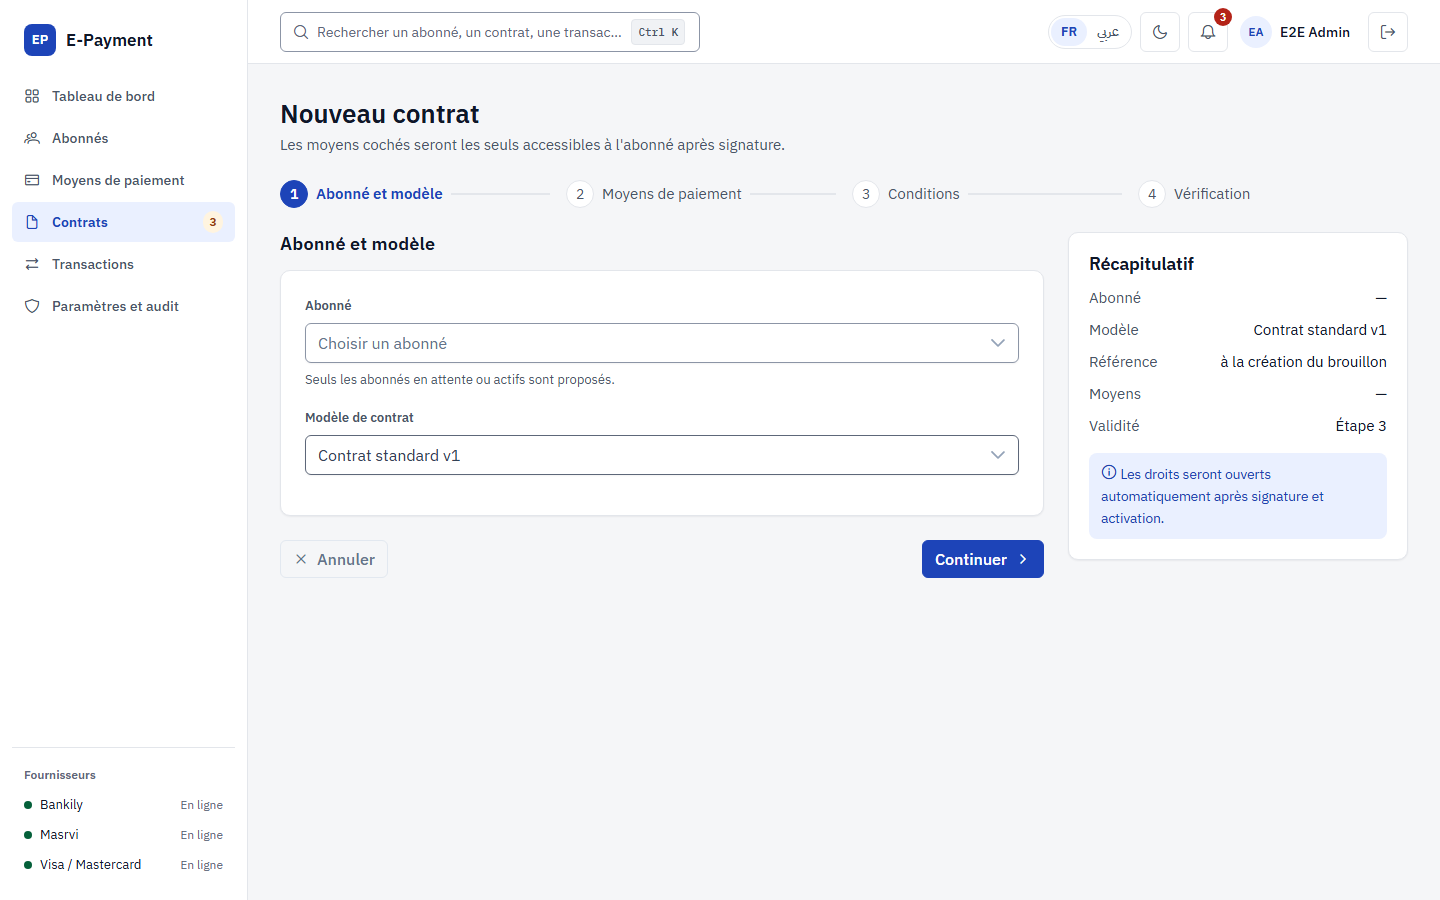 EP
E-Payment
Tableau de bord
Abonnés
Moyens de paiement
Contrats 3
Transactions
Paramètres et audit
Fournisseurs
Bankily En ligne
Masrvi En ligne
Visa / Mastercard En ligne
Rechercher un abonné, un contrat, une transac... Ctrl K
FR عربي
3
EA E2E Admin
Nouveau contrat
Les moyens cochés seront les seuls accessibles à l'abonné après signature.
1 Abonné et modèle 2 Moyens de paiement 3 Conditions 4 Vérification
Abonné et modèle
Abonné
Choisir un abonné
Seuls les abonnés en attente ou actifs sont proposés.
Modèle de contrat
Contrat standard v1
Annuler
Continuer
Récapitulatif
Abonné —
Modèle Contrat standard v1
Référence à la création du brouillon
Moyens —
Validité Étape 3
Les droits seront ouverts
automatiquement après signature et
activation.